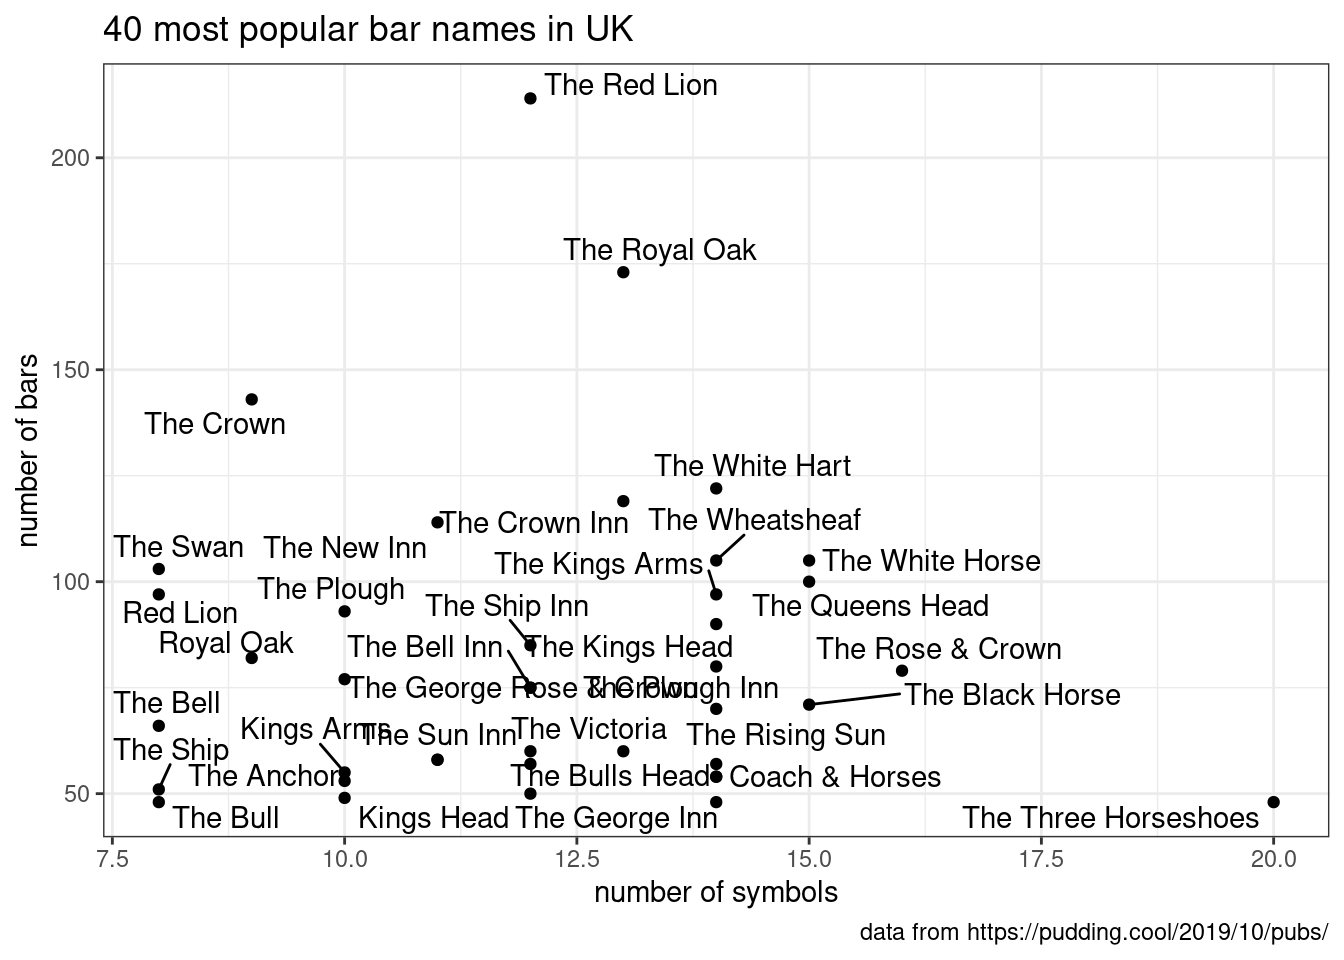 40 most popular bar names in UK
The Red Lion
200
The Royal Oak
150
The Crown
number of bars
The White Hart
The Crown Inn
The Wheatsheaf
The Swan
The New Inn
The Kings Arms
The White Horse
100
The Plough
Red Lion
The Ship Inn
The Queens Head
Royal Oak
The Bell Inn
The Kings Head
The Rose & Crown
The George
Rose & Crown
The Plough Inn
The Black Horse
The Bell
Kings Arms
The Sun Inn
The Victoria
The Rising Sun
The Ship
The Anchor
The Bulls Head
Coach & Horses
50
The Bull
Kings Head
The George Inn
The Three Horseshoes
7.5
10.0
12.5
15.0
17.5
20.0
number of symbols
data from https://pudding.cool/2019/10/pubs/